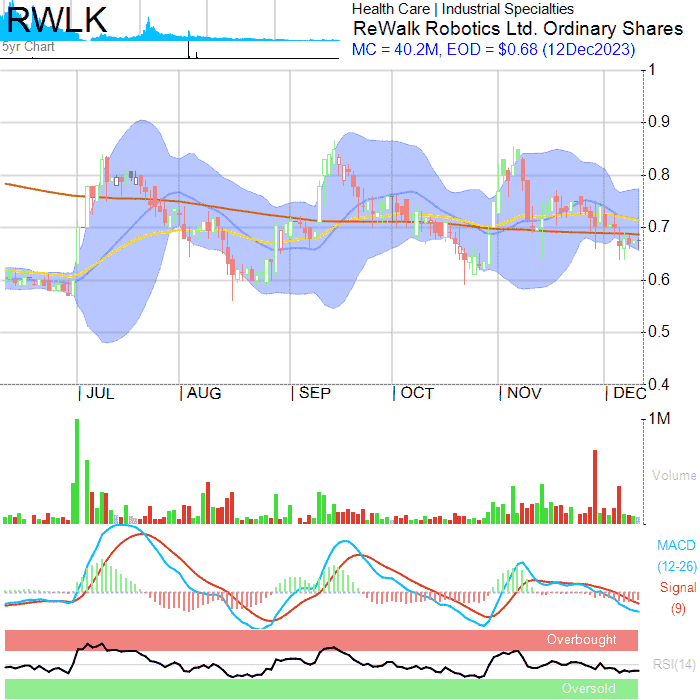 RWLK
5yr Chart
Health Care | Industrial Specialties
ReWalk Robotics Ltd. Ordinary Shares
MC = 40.2M, EOD = $0.68 (12Dec2023)
1
0.9
0.8
0.7
0.6
0.5
0.4
| JUL | AUG | SEP | OCT | NOV | DEC
1M
Volume
MACD
(12-26)
Signal
(9)
Overbought
RSI(14)
Oversold